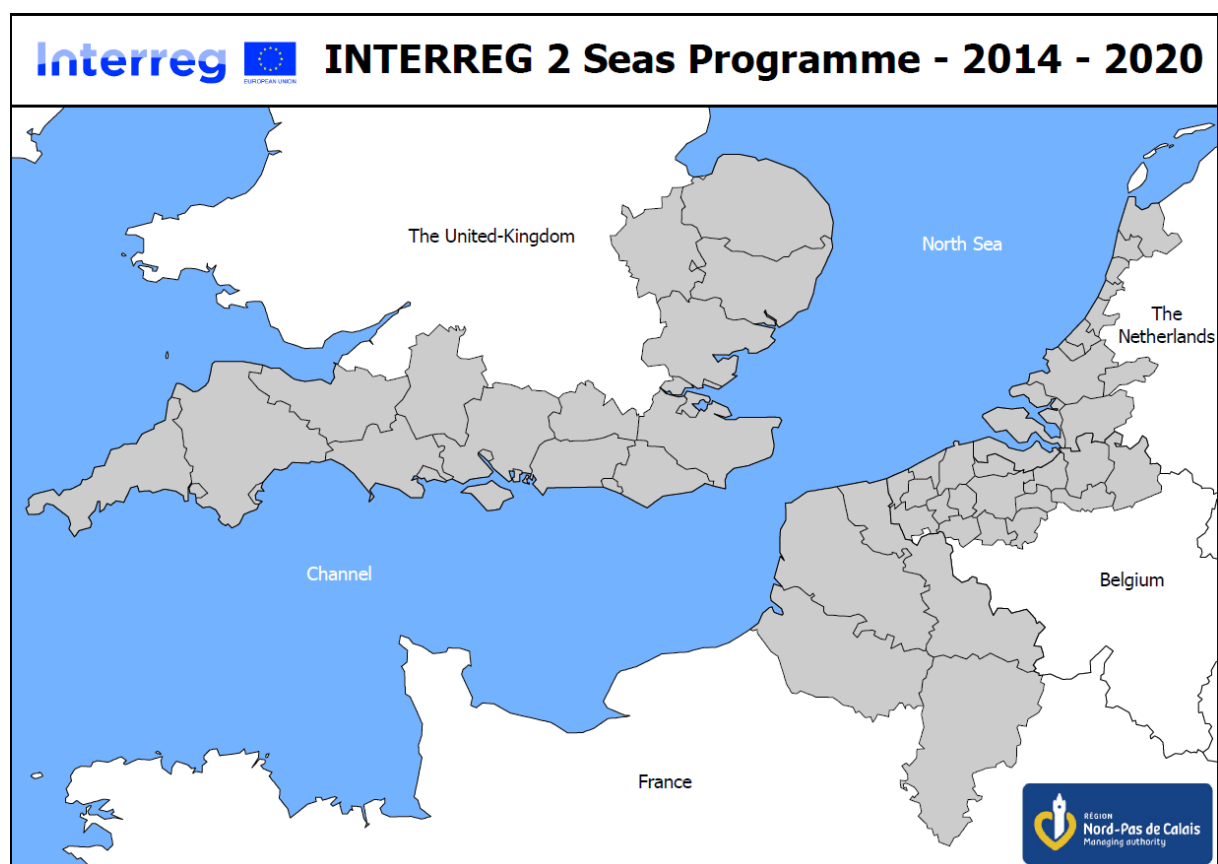 Interreg
EUROPEAN UNION
INTERREG 2 Seas Programme - 2014 - 2020
The United-Kingdom
North Sea
The
Netherlands
Channel
Belgium
France
RÉGION
Nord-Pas de Calais
Managing authority